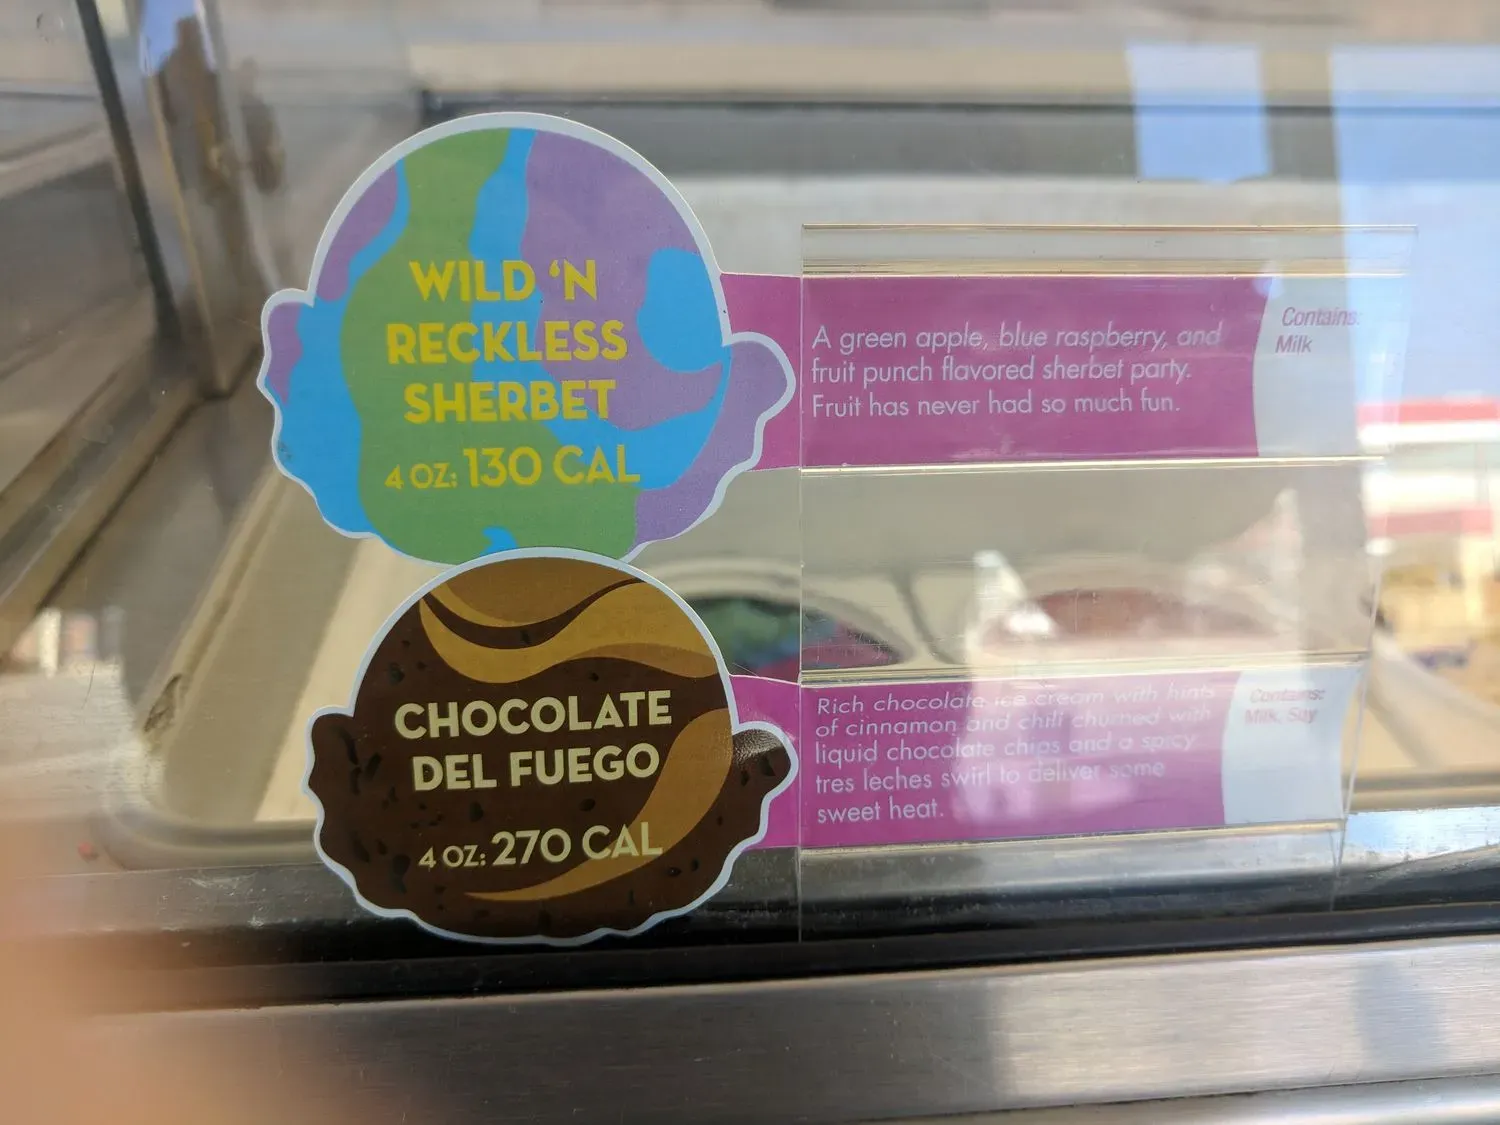 WILD 'N
RECKLESS
SHERBET
4 OZ: 130 CAL
A green apple, blue raspberry, and
fruit punch flavored sherbet party.
Fruit has never had so much fun.
Contains:
Milk
CHOCOLATE
DEL FUEGO
4 OZ: 270 CAL
Rich chocolate ice cream with hints
of cinnamon and chili churned with
liquid chocolate chips and a spicy
tres leches swirl to deliver some
sweet heat.
Contains:
Milk, Soy